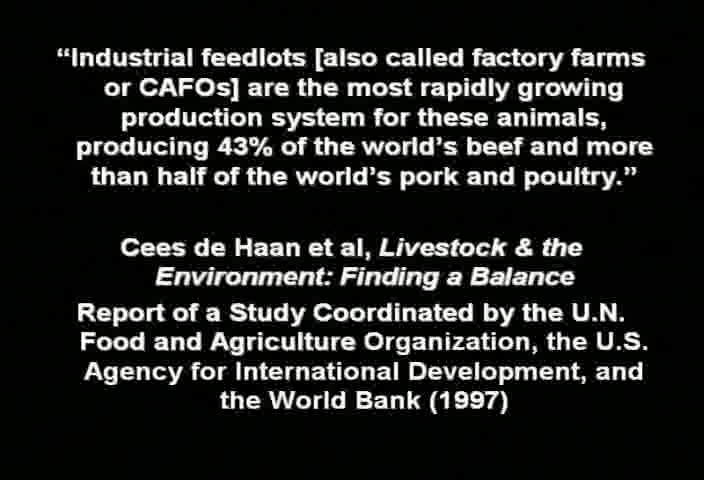 “Industrial feedlots [also called factory farms
or CAFOs] are the most rapidly growing
production system for these animals,
producing 43% of the world’s beef and more
than half of the world’s pork and poultry.”
Cees de Haan et al, Livestock & the
Environment: Finding a Balance
Report of a Study Coordinated by the U.N.
Food and Agriculture Organization, the U.S.
Agency for International Development, and
the World Bank (1997)